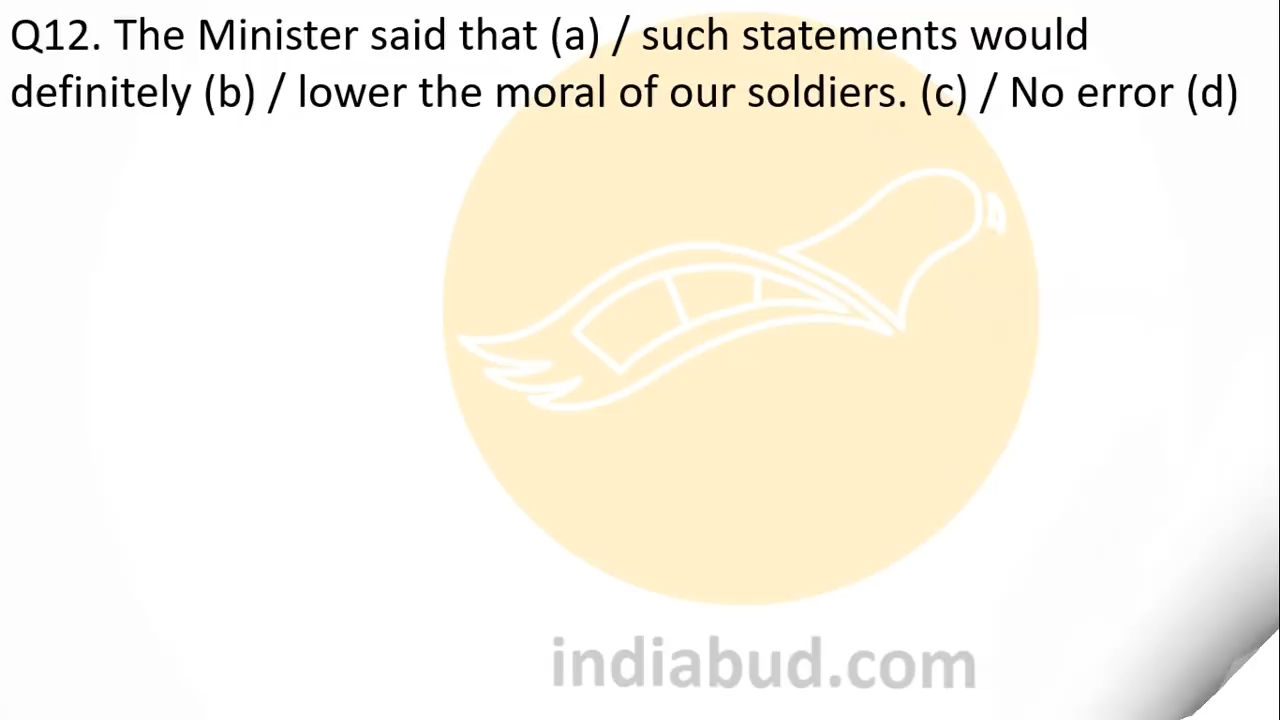 Q12. The Minister said that (a) / such statements would
definitely (b) / lower the moral of our soldiers. (c) / No error (d)
indiabud.com